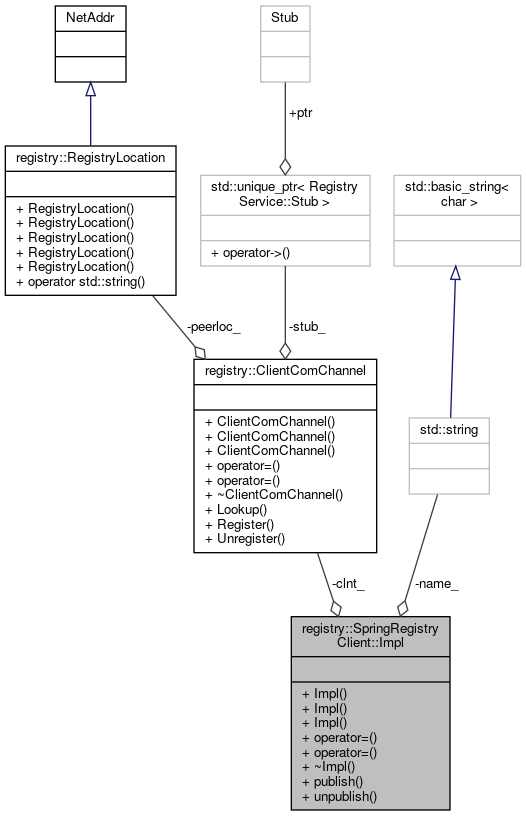 NetAddr
Stub
+ptr
registry::RegistryLocation
+ RegistryLocation()
+ RegistryLocation()
+ RegistryLocation()
+ RegistryLocation()
+ RegistryLocation()
+ operator std::string()
std::unique_ptr< Registry
Service::Stub >
+ operator->()
std::basic_string<
char >
-peerloc_
-stub_
registry::ClientComChannel
+ ClientComChannel()
+ ClientComChannel()
+ ClientComChannel()
+ operator=()
+ operator=()
+ ~ClientComChannel()
+ Lookup()
+ Register()
+ Unregister()
std::string
-clnt_
-name_
registry::SpringRegistry
Client::Impl
+ Impl()
+ Impl()
+ Impl()
+ operator=()
+ operator=()
+ ~Impl()
+ publish()
+ unpublish()